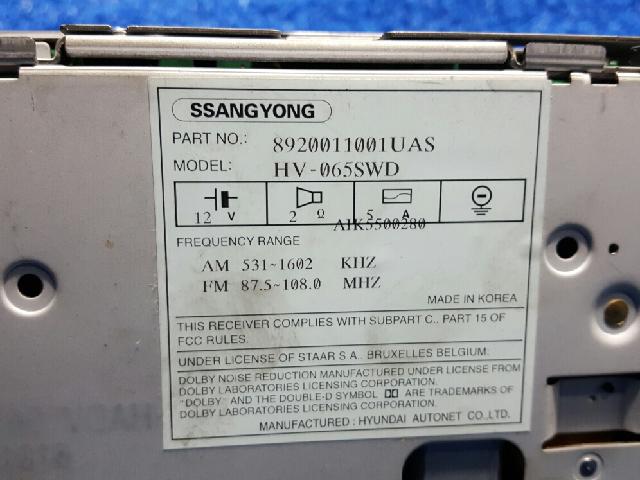 SSANGYONG
PART NO.: 8920011001UAS
MODEL: HV-065SWD
12 V 2 Ω 5 A
A1K5500280
FREQUENCY RANGE
AM 531~1602 KHZ
FM 87.5~108.0 MHZ
MADE IN KOREA
THIS RECEIVER COMPLIES WITH SUBPART C., PART 15 OF
FCC RULES.
UNDER LICENSE OF STAAR S.A., BRUXELLES BELGIUM.
DOLBY NOISE REDUCTION MANUFACTURED UNDER LICENSE FROM
DOLBY LABORATORIES LICENSING CORPORATION.
"DOLBY" AND THE DOUBLE-D SYMBOL ARE TRADEMARKS OF
DOLBY LABORATORIES LICENSING CORPORATION.
MANUFACTURED : HYUNDAI AUTONET CO.,LTD.